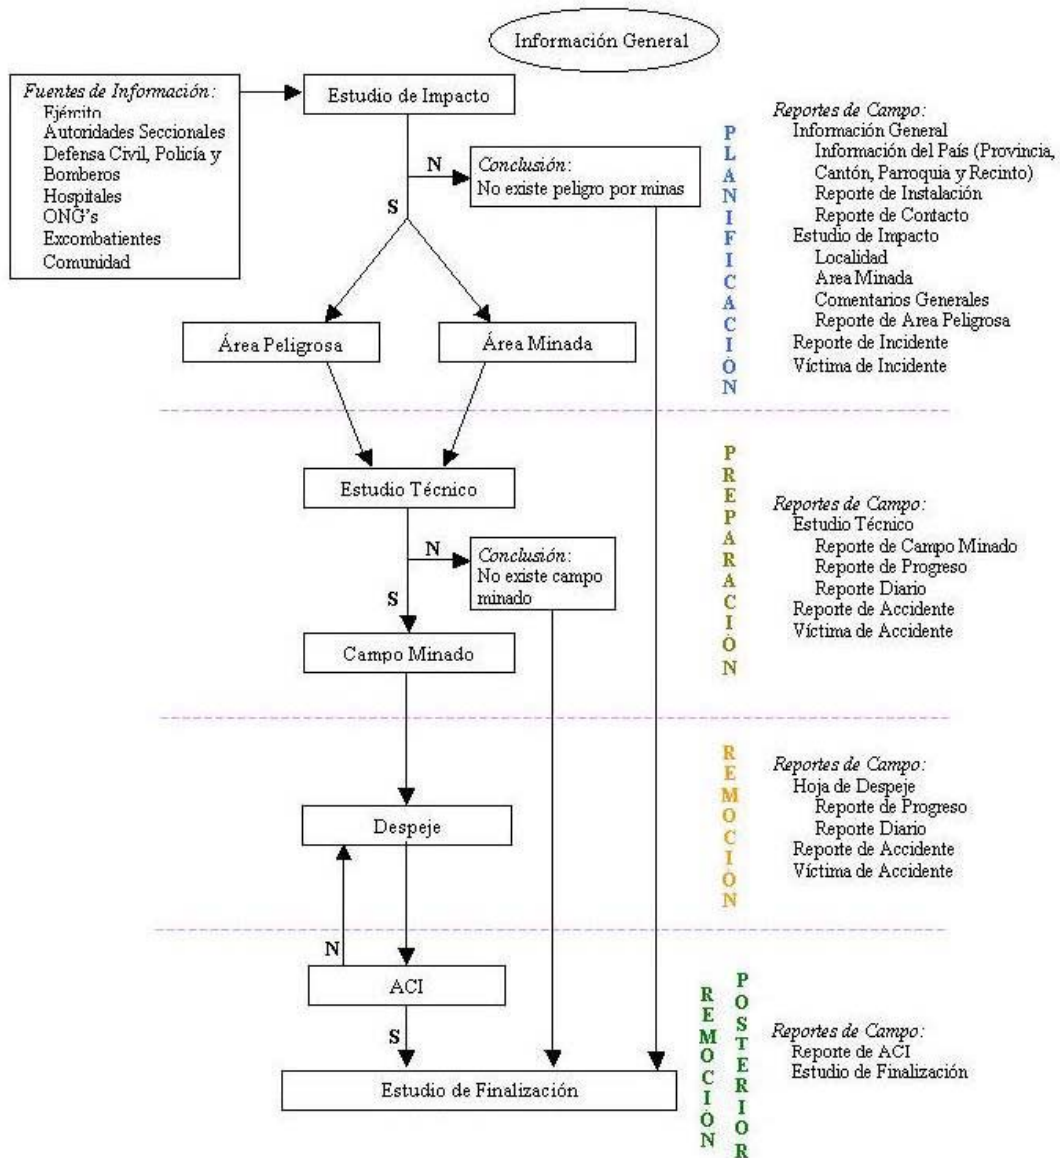 Información General
Fuentes de Información:
Ejército
Autoridades Seccionales
Defensa Civil, Policía y
Bomberos
Hospitales
ONG's
Excombatientes
Comunidad
Estudio de Impacto
N
Conclusión:
No existe peligro por minas
S
Área Peligrosa
Área Minada
PLANIFICACIÓN
Reportes de Campo:
Información General
Información del País (Provincia,
Cantón, Parroquia y Recinto)
Reporte de Instalación
Reporte de Contacto
Estudio de Impacto
Localidad
Area Minada
Comentarios Generales
Reporte de Area Peligrosa
Reporte de Incidente
Víctima de Incidente
Estudio Técnico
N
Conclusión:
No existe campo
minado
S
Campo Minado
PREPARACIÓN
Reportes de Campo:
Estudio Técnico
Reporte de Campo Minado
Reporte de Progreso
Reporte Diario
Reporte de Accidente
Víctima de Accidente
Despeje
REMOCIÓN
Reportes de Campo:
Hoja de Despeje
Reporte de Progreso
Reporte Diario
Reporte de Accidente
Víctima de Accidente
N
ACI
S
Estudio de Finalización
REMOCIÓN
POSTERIOR
Reportes de Campo:
Reporte de ACI
Estudio de Finalización